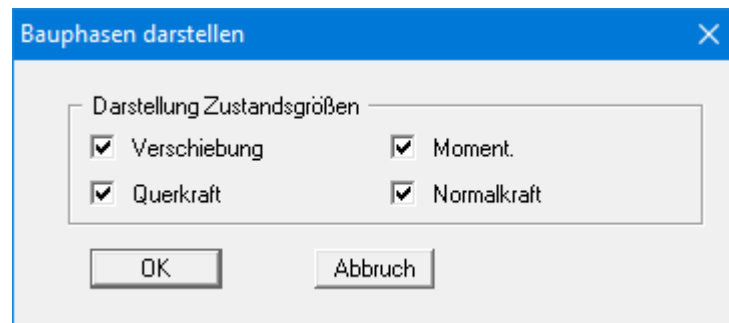 Bauphasen darstellen
Darstellung Zustandsgrößen
Verschiebung Moment.
Querkraft Normalkraft
OK Abbruch